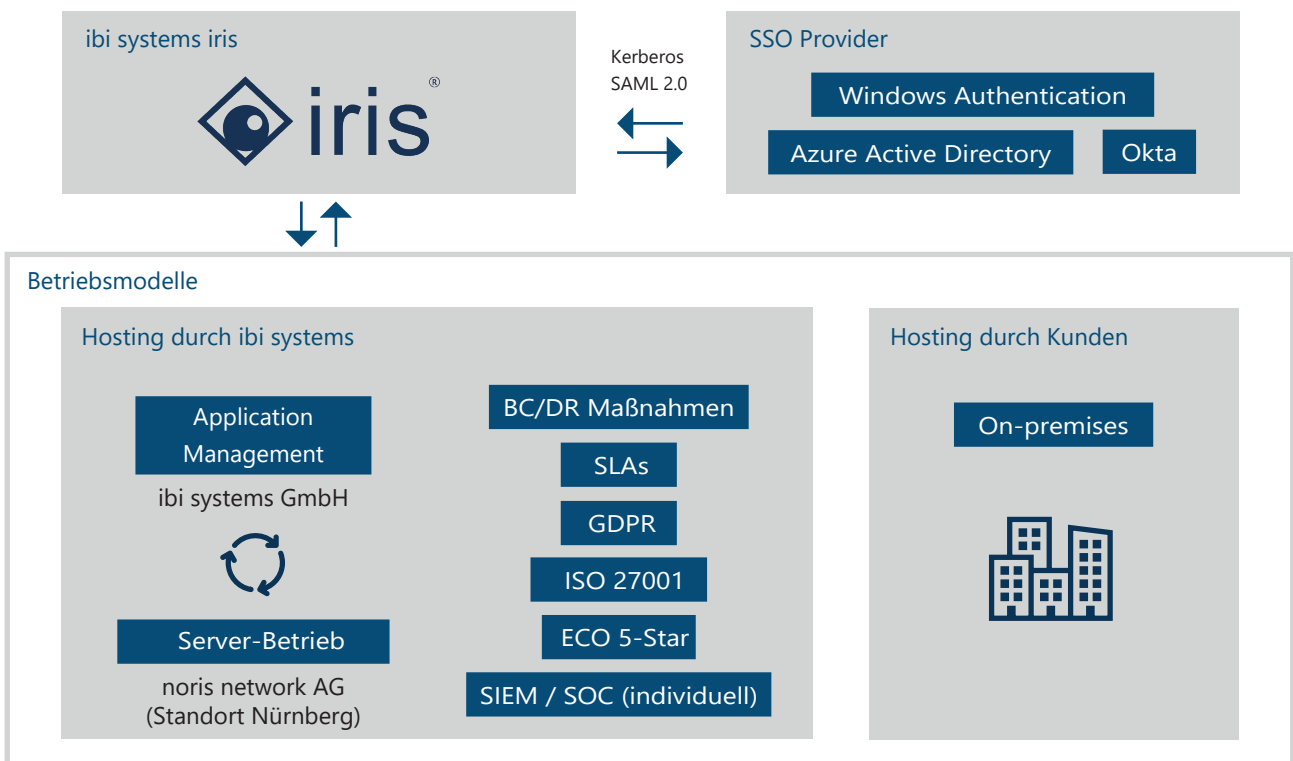 ibi systems iris
iris®
Kerberos
SAML 2.0
SSO Provider
Windows Authentication
Azure Active Directory
Okta
Betriebsmodelle
Hosting durch ibi systems
Application
Management
ibi systems GmbH
Server-Betrieb
noris network AG
(Standort Nürnberg)
BC/DR Maßnahmen
SLAs
GDPR
ISO 27001
ECO 5-Star
SIEM / SOC (individuell)
Hosting durch Kunden
On-premises